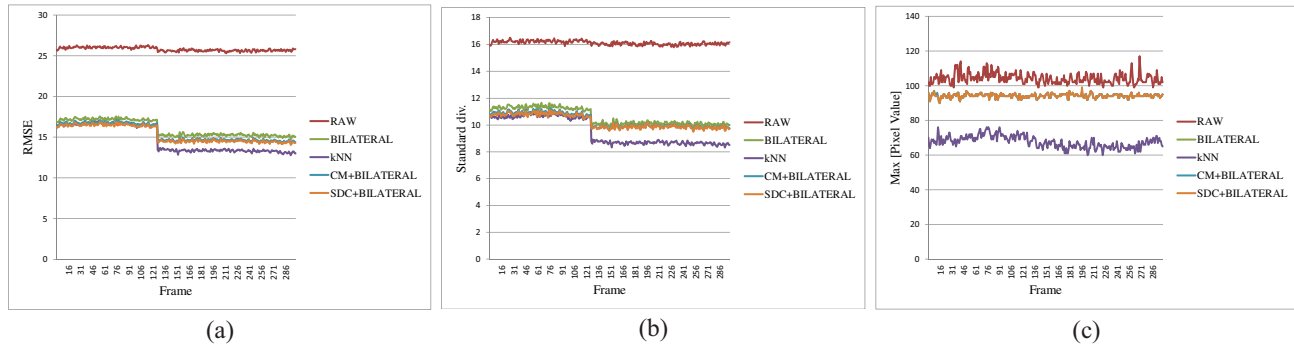 30
25
20
15
10
5
0
RMSE
16 31 46 61 76 91 106 121 136 151 166 181 196 211 226 241 256 271 286
Frame
RAW
BILATERAL
kNN
CM+BILATERAL
SDC+BILATERAL
(a)
18
16
14
12
10
8
6
4
2
0
Standard div.
16 31 46 61 76 91 106 121 136 151 166 181 196 211 226 241 256 271 286
Frame
RAW
BILATERAL
kNN
CM+BILATERAL
SDC+BILATERAL
(b)
140
120
100
80
60
40
20
0
Max [Pixel Value]
16 31 46 61 76 91 106 121 136 151 166 181 196 211 226 241 256 271 286
Frame
RAW
BILATERAL
kNN
CM+BILATERAL
SDC+BILATERAL
(c)